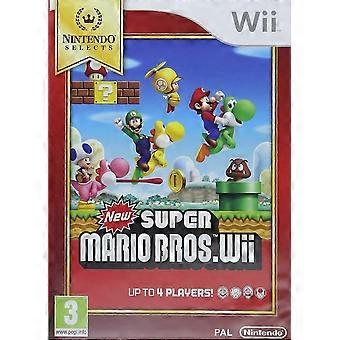 NINTENDO
SELECTS
Wii
?
New
SUPER
MARIO BROS.Wii
UP TO 4 PLAYERS!
3
www.pegi.info
PAL
Nintendo